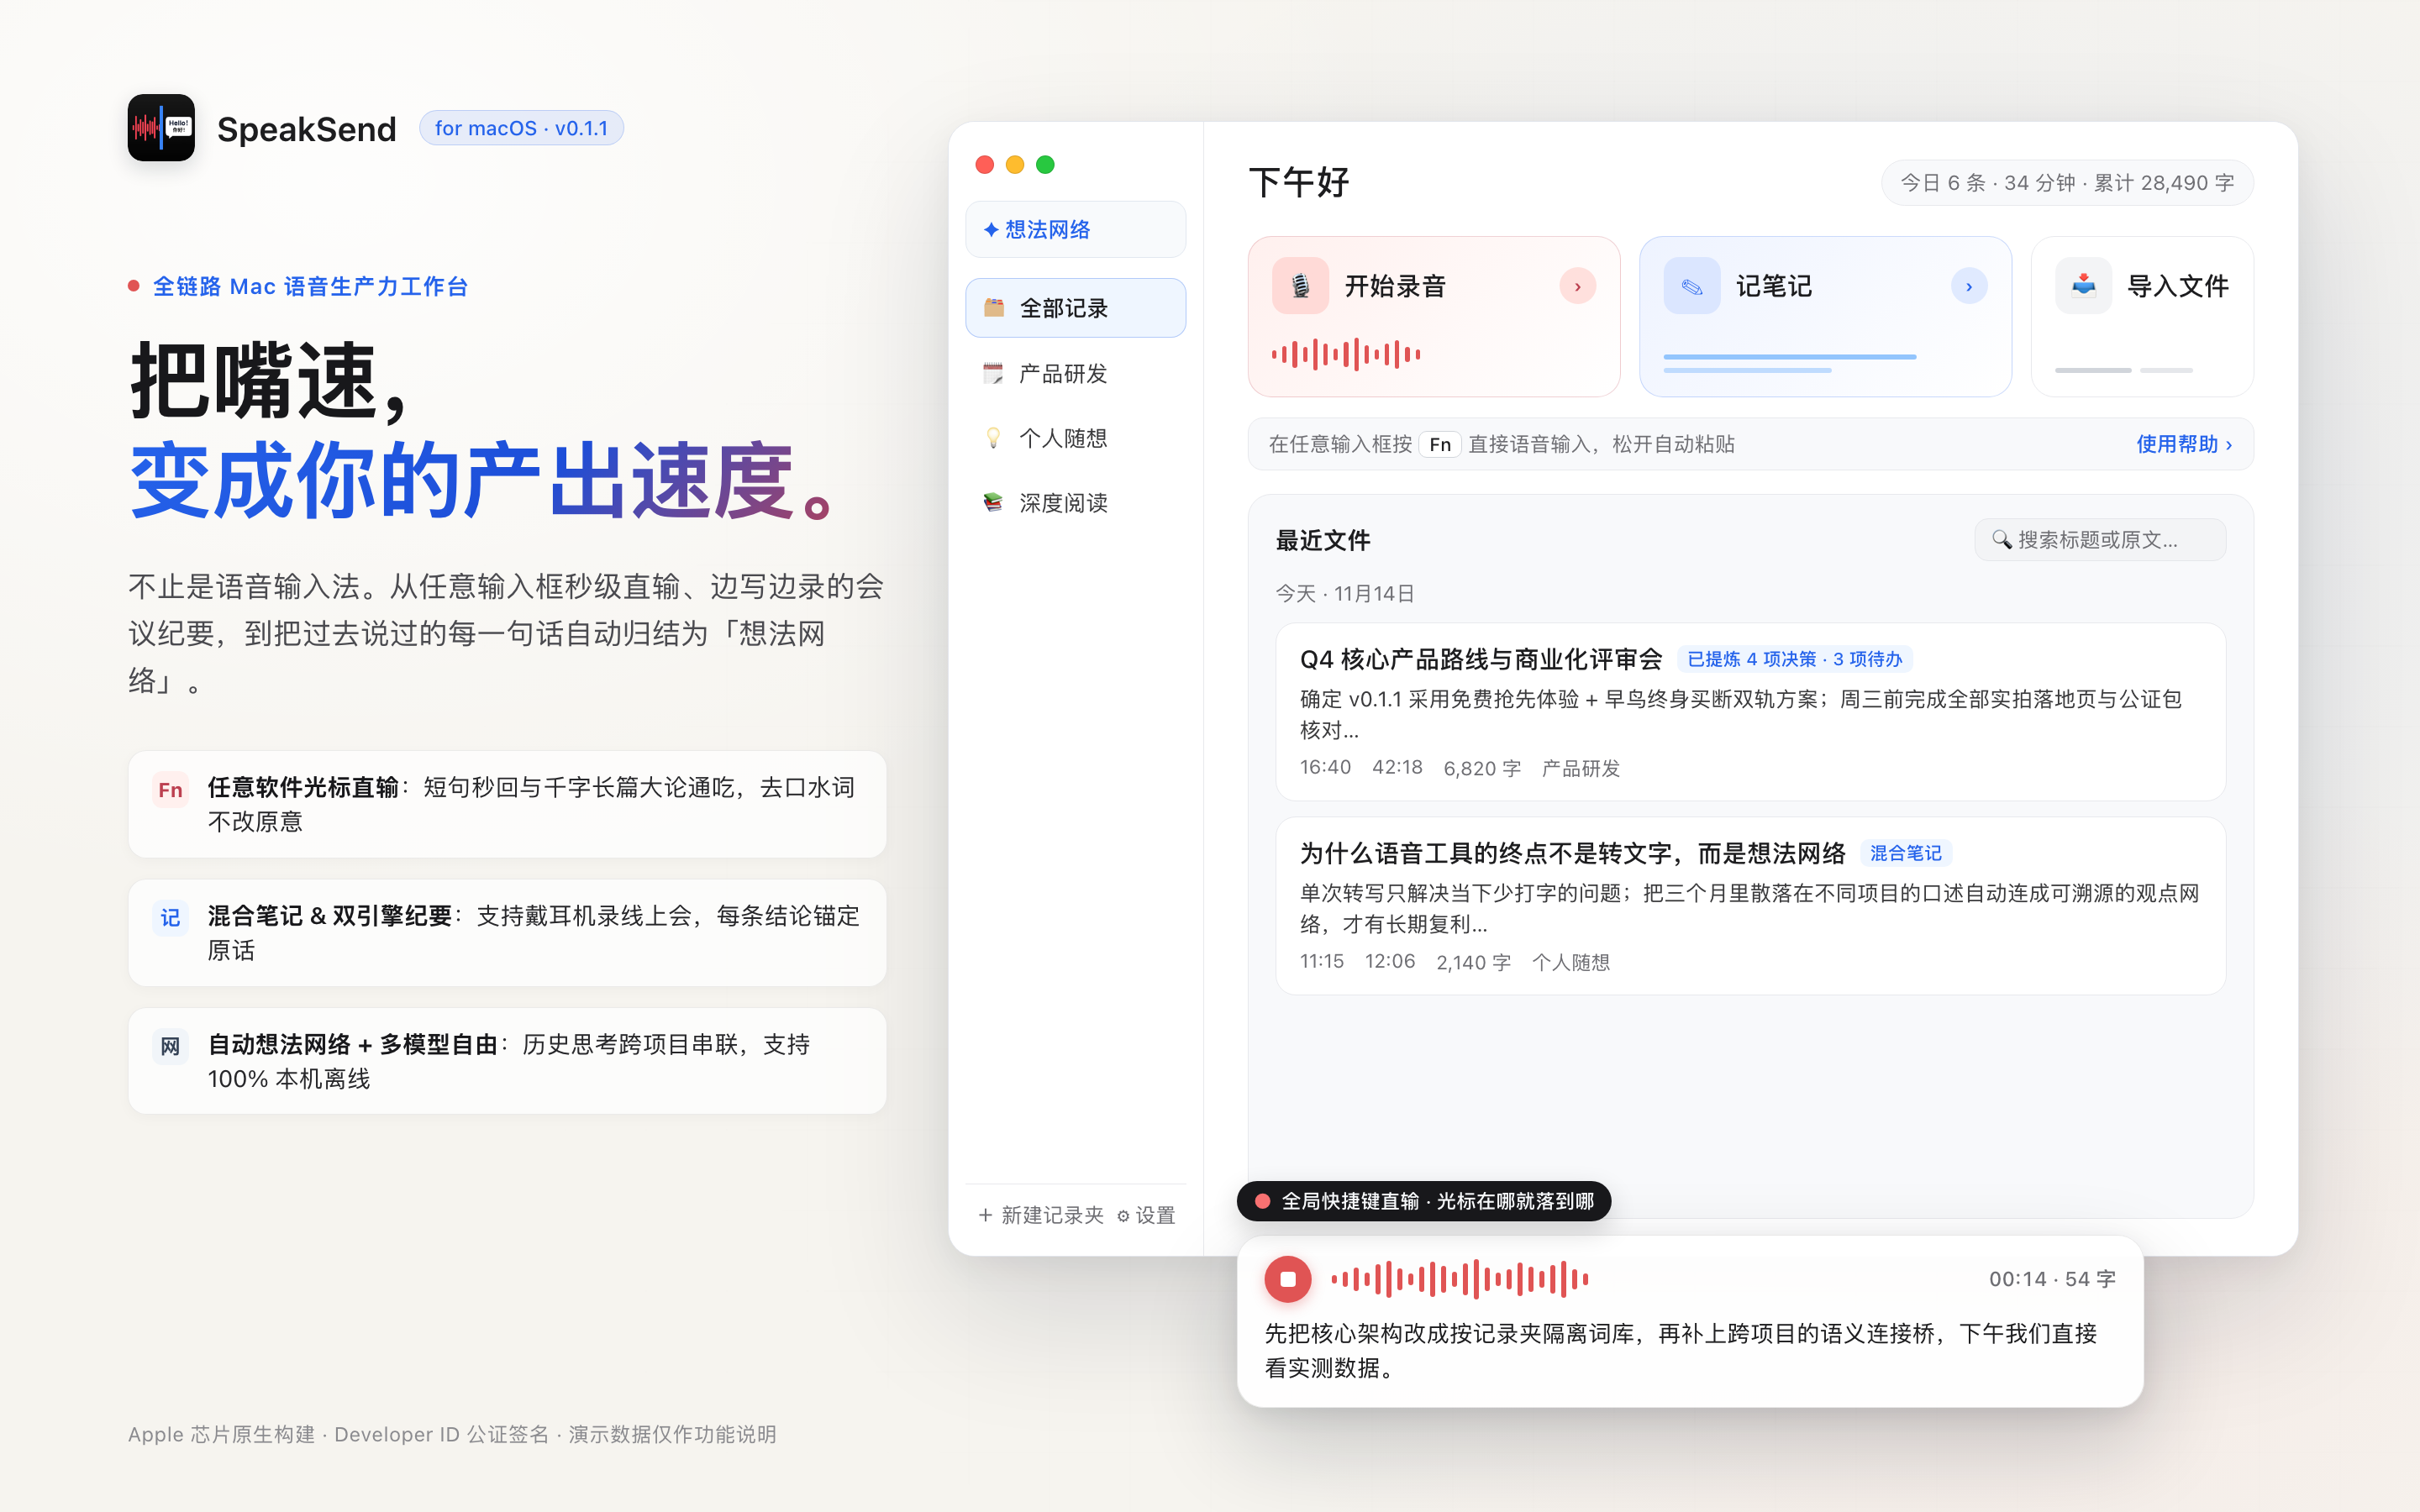 Hello!
你好!
SpeakSend
for macOS · v0.1.1
全链路 Mac 语音生产力工作台
把嘴速，
变成你的产出速度。
不止是语音输入法。从任意输入框秒级直输、边写边录的会
议纪要，到把过去说过的每一句话自动归结为「想法网
络」。
Fn
任意软件光标直输：短句秒回与千字长篇大论通吃，去口水词
不改原意
记
混合笔记 & 双引擎纪要：支持戴耳机录线上会，每条结论锚定
原话
网
自动想法网络 + 多模型自由：历史思考跨项目串联，支持
100% 本机离线
Apple 芯片原生构建 · Developer ID 公证签名 · 演示数据仅作功能说明
想法网络
全部记录
产品研发
个人随想
深度阅读
+ 新建记录夹
设置
下午好
今日 6 条 · 34 分钟 · 累计 28,490 字
开始录音
记笔记
导入文件
在任意输入框按 Fn 直接语音输入，松开自动粘贴
使用帮助 ›
最近文件
搜索标题或原文...
今天 · 11月14日
Q4 核心产品路线与商业化评审会
已提炼 4 项决策 · 3 项待办
确定 v0.1.1 采用免费抢先体验 + 早鸟终身买断双轨方案；周三前完成全部实拍落地页与公证包
核对...
16:40 42:18 6,820 字 产品研发
为什么语音工具的终点不是转文字，而是想法网络
混合笔记
单次转写只解决当下少打字的问题；把三个月里散落在不同项目的口述自动连成可溯源的观点网
络，才有长期复利...
11:15 12:06 2,140 字 个人随想
全局快捷键直输 · 光标在哪就落到哪
00:14 · 54 字
先把核心架构改成按记录夹隔离词库，再补上跨项目的语义连接桥，下午我们直接
看实测数据。